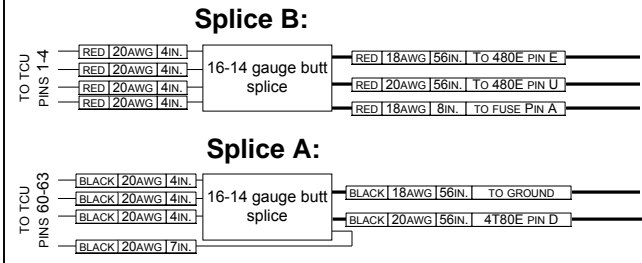 Splice B:
TO TCU
PINS 1-4
RED 20AWG 4IN.
RED 20AWG 4IN.
RED 20AWG 4IN.
RED 20AWG 4IN.
16-14 gauge butt
splice
RED 18AWG 56IN. TO 480E PIN E
RED 20AWG 56IN. TO 480E PIN U
RED 18AWG 8IN. TO FUSE PIN A
Splice A:
TO TCU
PINS 60-63
BLACK 20AWG 4IN.
BLACK 20AWG 4IN.
BLACK 20AWG 4IN.
BLACK 20AWG 7IN.
16-14 gauge butt
splice
BLACK 18AWG 56IN. TO GROUND
BLACK 20AWG 56IN. 4T80E PIN D